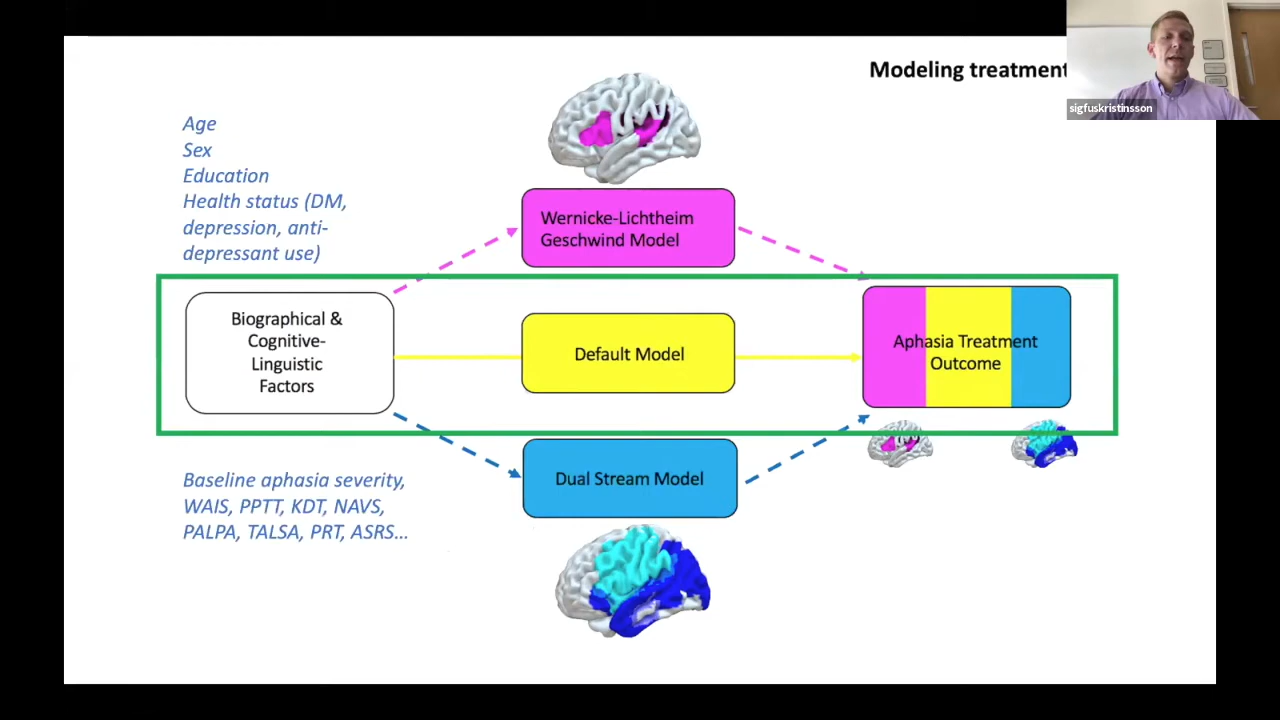 Modeling treatment
sigfuskristinsson
Age
Sex
Education
Health status (DM,
depression, anti-
depressant use)
Wernicke-Lichtheim
Geschwind Model
Biographical &
Cognitive-
Linguistic
Factors
Default Model
Aphasia Treatment
Outcome
Dual Stream Model
Baseline aphasia severity,
WAIS, PPTT, KDT, NAVS,
PALPA, TALSA, PRT, ASRS...